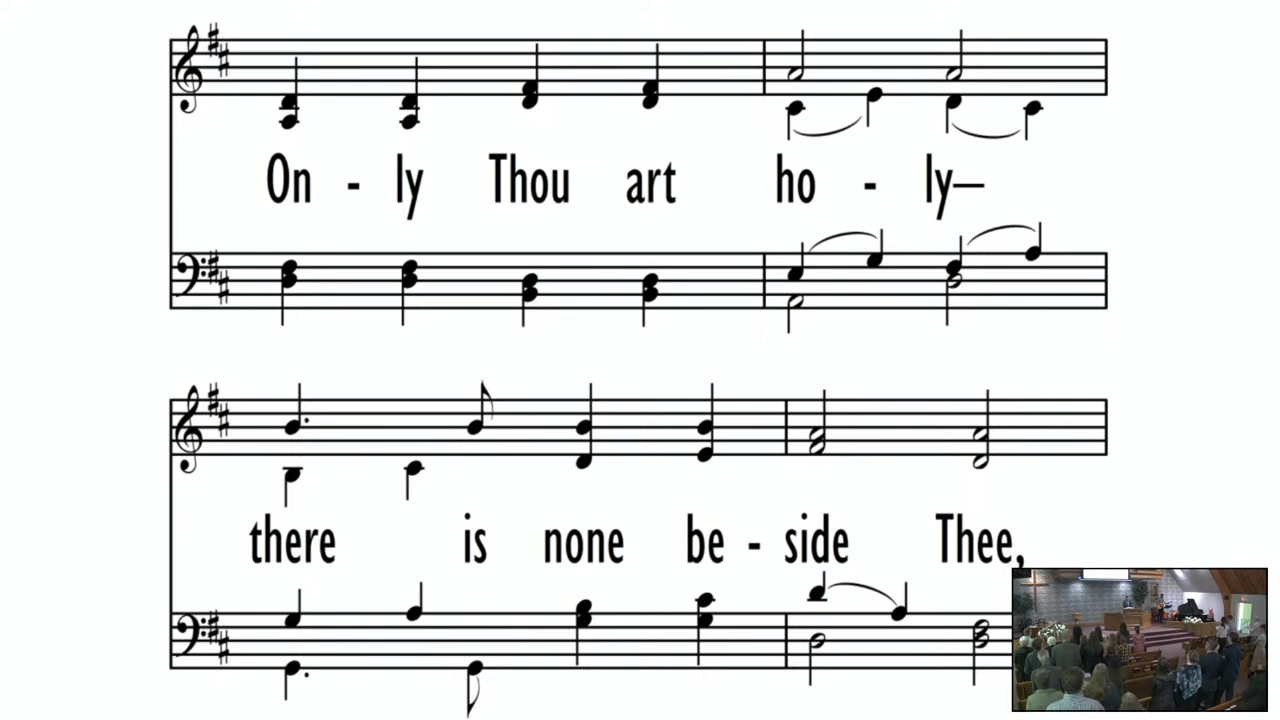 On - ly Thou art ho - ly—
there is none be - side Thee,